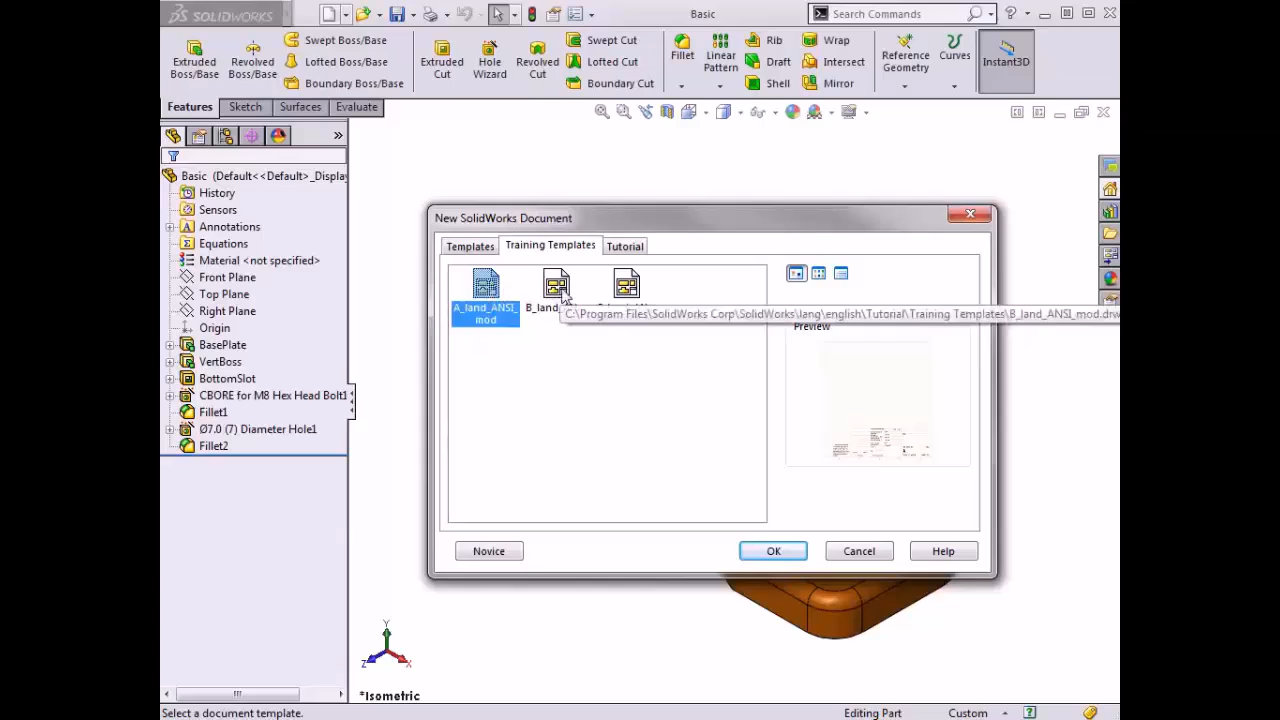 SOLIDWORKS
Basic
Search Commands
Extruded Boss/Base
Revolved Boss/Base
Swept Boss/Base
Lofted Boss/Base
Boundary Boss/Base
Extruded Cut
Hole Wizard
Revolved Cut
Swept Cut
Lofted Cut
Boundary Cut
Fillet
Linear Pattern
Rib
Draft
Shell
Wrap
Intersect
Mirror
Reference Geometry
Curves
Instant3D
Features
Sketch
Surfaces
Evaluate
Basic (Default<<Default>_Display
History
Sensors
Annotations
Equations
Material <not specified>
Front Plane
Top Plane
Right Plane
Origin
BasePlate
VertBoss
BottomSlot
CBORE for M8 Hex Head Bolt1
Fillet1
Ø7.0 (7) Diameter Hole1
Fillet2
New SolidWorks Document
Templates
Training Templates
Tutorial
A_land_ANSI_
mod
B_land_
C:\Program Files\SolidWorks Corp\SolidWorks\lang\english\Tutorial\Training Templates\B_land_ANSI_mod.drw
Preview
Novice
OK
Cancel
Help
Y
Z
X
*Isometric
Select a document template.
Editing Part
Custom